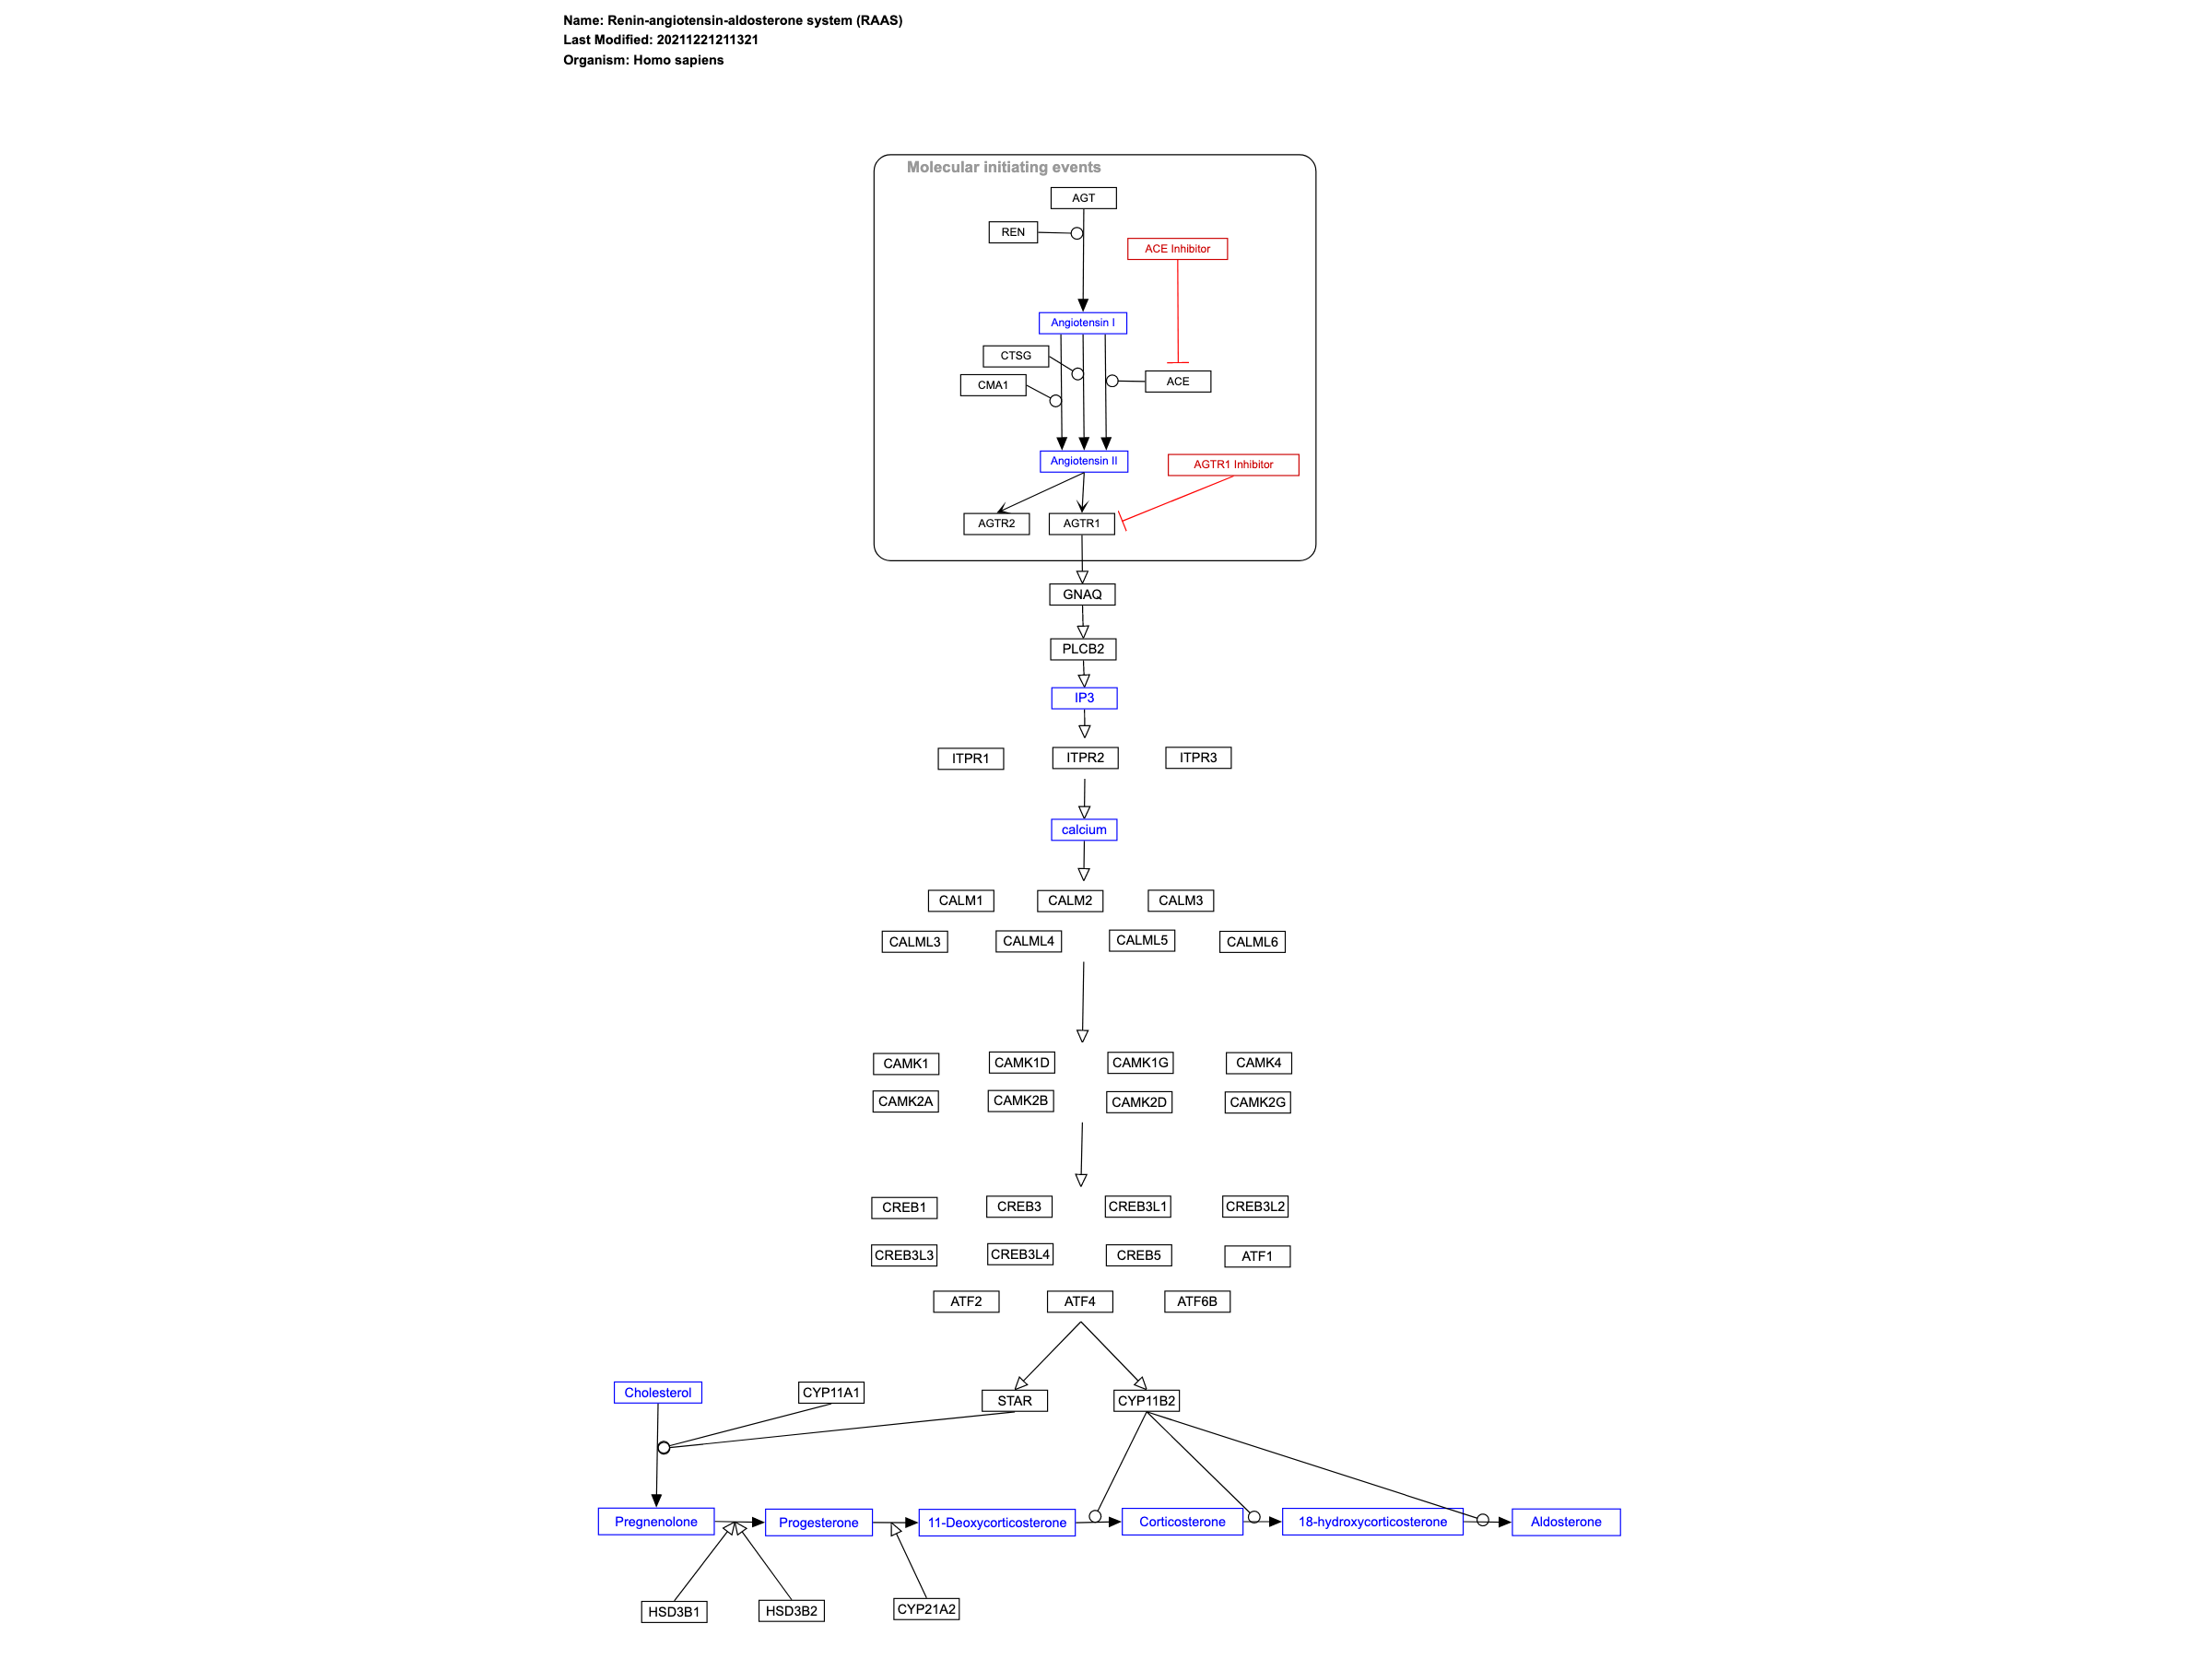 Name: Renin-angiotensin-aldosterone system (RAAS)
Last Modified: 20211221211321
Organism: Homo sapiens
Molecular initiating events
AGT
REN
ACE Inhibitor
Angiotensin I
CTSG
CMA1
ACE
Angiotensin II
AGTR1 Inhibitor
AGTR2
AGTR1
GNAQ
PLCB2
IP3
ITPR1
ITPR2
ITPR3
calcium
CALM1
CALM2
CALM3
CALML3
CALML4
CALML5
CALML6
CAMK1
CAMK1D
CAMK1G
CAMK4
CAMK2A
CAMK2B
CAMK2D
CAMK2G
CREB1
CREB3
CREB3L1
CREB3L2
CREB3L3
CREB3L4
CREB5
ATF1
ATF2
ATF4
ATF6B
Cholesterol
CYP11A1
STAR
CYP11B2
Pregnenolone
Progesterone
11-Deoxycorticosterone
Corticosterone
18-hydroxycorticosterone
Aldosterone
HSD3B1
HSD3B2
CYP21A2